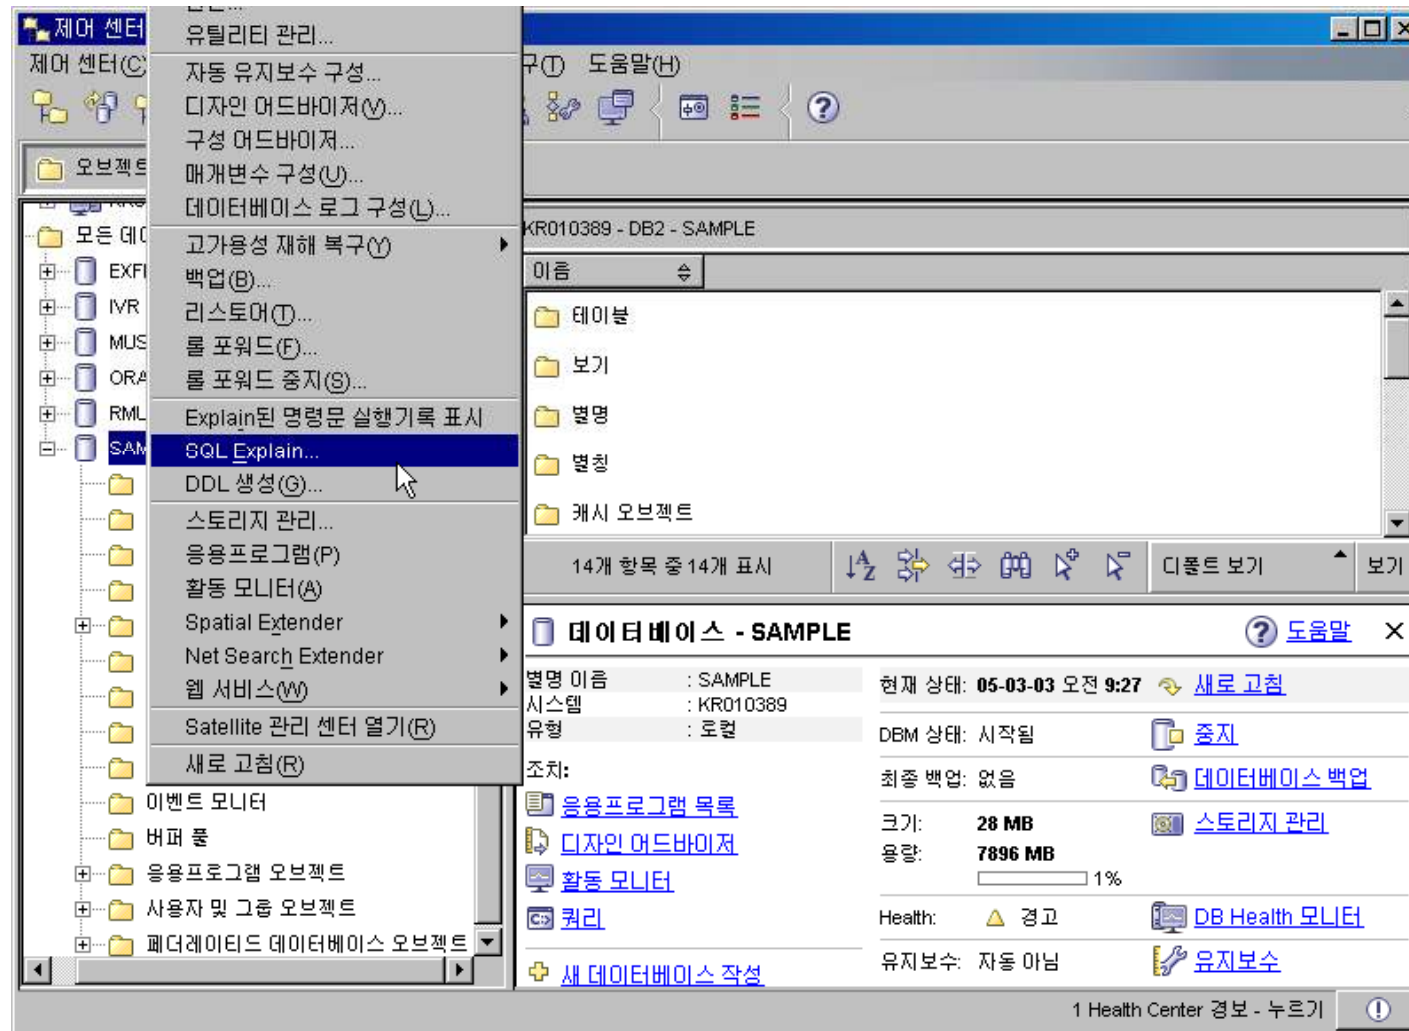 제어 센터
제어 센터(C)
구(T) 도움말(H)
오브젝트
유틸리티 관리...
자동 유지보수 구성...
디자인 어드바이저(V)...
구성 어드바이저...
매개변수 구성(U)...
데이터베이스 로그 구성(L)...
고가용성 재해 복구(Y)
백업(B)...
리스토어(T)...
롤 포워드(F)...
롤 포워드 중지(S)...
Explain된 명령문 실행기록 표시
SQL Explain...
DDL 생성(G)...
스토리지 관리...
응용프로그램(P)
활동 모니터(A)
Spatial Extender
Net Search Extender
웹 서비스(W)
Satellite 관리 센터 열기(R)
새로 고침(R)
모든 데
EXF
IVR
MUS
ORA
RML
SAM
이벤트 모니터
버퍼 풀
응용프로그램 오브젝트
사용자 및 그룹 오브젝트
페더레이티드 데이터베이스 오브젝트
KR010389 - DB2 - SAMPLE
이름
테이블
보기
별명
별칭
캐시 오브젝트
14개 항목 중 14개 표시
디폴트 보기
보기
데이터베이스 - SAMPLE
도움말
별명 이름 : SAMPLE
시스템 : KR010389
유형 : 로컬
조치:
응용프로그램 목록
디자인 어드바이저
활동 모니터
쿼리
새 데이터베이스 작성
현재 상태: 05-03-03 오전 9:27 새로 고침
DBM 상태: 시작됨 중지
최종 백업: 없음 데이터베이스 백업
크기: 28 MB 스토리지 관리
용량: 7896 MB
1%
Health: 경고 DB Health 모니터
유지보수: 자동 아님 유지보수
1 Health Center 경보 - 누르기